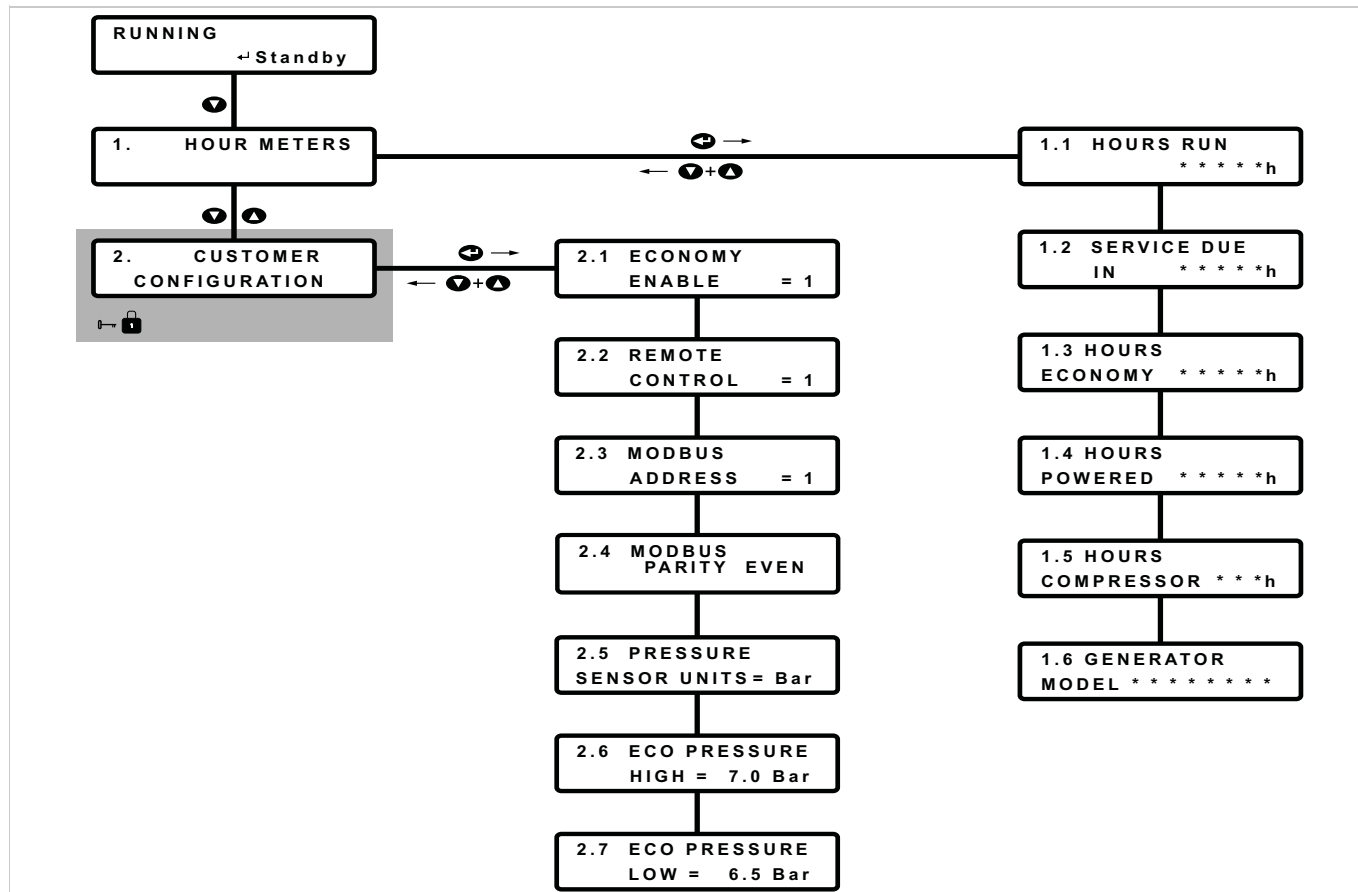 RUNNING
↵ Standby
1. HOUR METERS
2. CUSTOMER
CONFIGURATION
1
+
+
2.1 ECONOMY
ENABLE = 1
2.2 REMOTE
CONTROL = 1
2.3 MODBUS
ADDRESS = 1
2.4 MODBUS
PARITY EVEN
2.5 PRESSURE
SENSOR UNITS = Bar
2.6 ECO PRESSURE
HIGH = 7.0 Bar
2.7 ECO PRESSURE
LOW = 6.5 Bar
1.1 HOURS RUN
* * * * *h
1.2 SERVICE DUE
IN * * * * *h
1.3 HOURS
ECONOMY * * * * *h
1.4 HOURS
POWERED * * * * *h
1.5 HOURS
COMPRESSOR * * *h
1.6 GENERATOR
MODEL * * * * * * * *